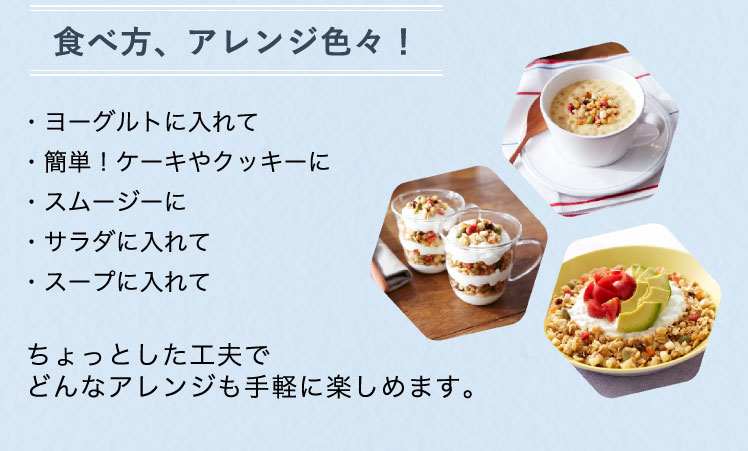 食べ方、アレンジ色々！
・ヨーグルトに入れて
・簡単！ケーキやクッキーに
・スムージーに
・サラダに入れて
・スープに入れて
ちょっとした工夫で
どんなアレンジも手軽に楽しめます。